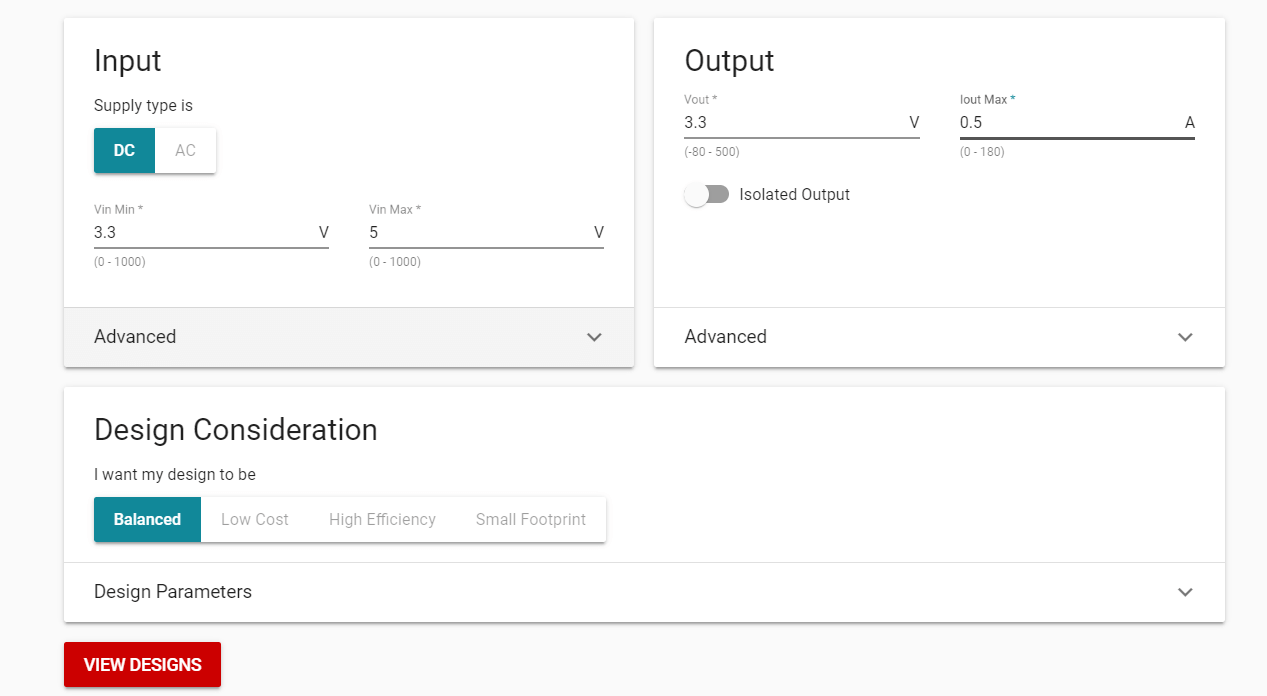 Input
Supply type is
DC AC
Vin Min *
3.3 V
(0 - 1000)
Vin Max *
5 V
(0 - 1000)
Advanced
Output
Vout *
3.3 V
(-80 - 500)
Iout Max *
0.5 A
(0 - 180)
Isolated Output
Advanced
Design Consideration
I want my design to be
Balanced Low Cost High Efficiency Small Footprint
Design Parameters
VIEW DESIGNS